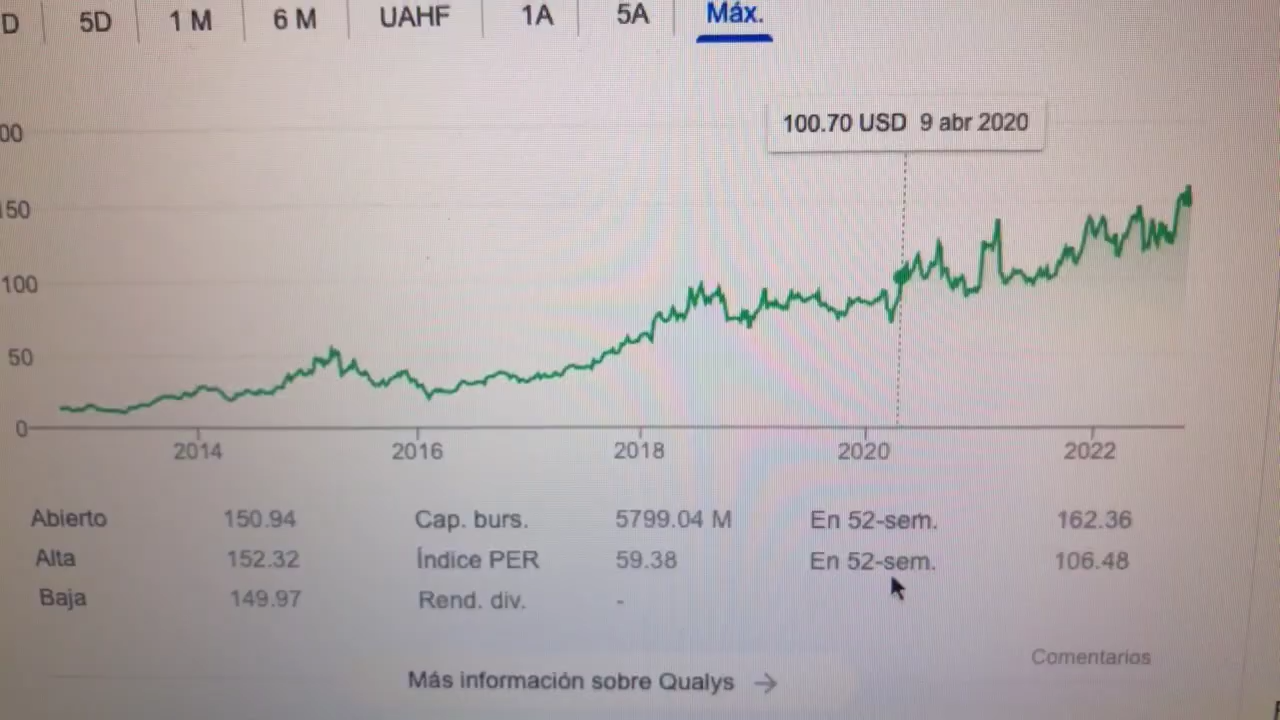 D 5D 1 M 6 M UAHF 1A 5A Máx.
100.70 USD 9 abr 2020
00
150
100
50
0
2014 2016 2018 2020 2022
Abierto 150.94 Cap. burs. 5799.04 M En 52-sem. 162.36
Alta 152.32 Índice PER 59.38 En 52-sem. 106.48
Baja 149.97 Rend. div. -
Comentarios
Más información sobre Qualys →